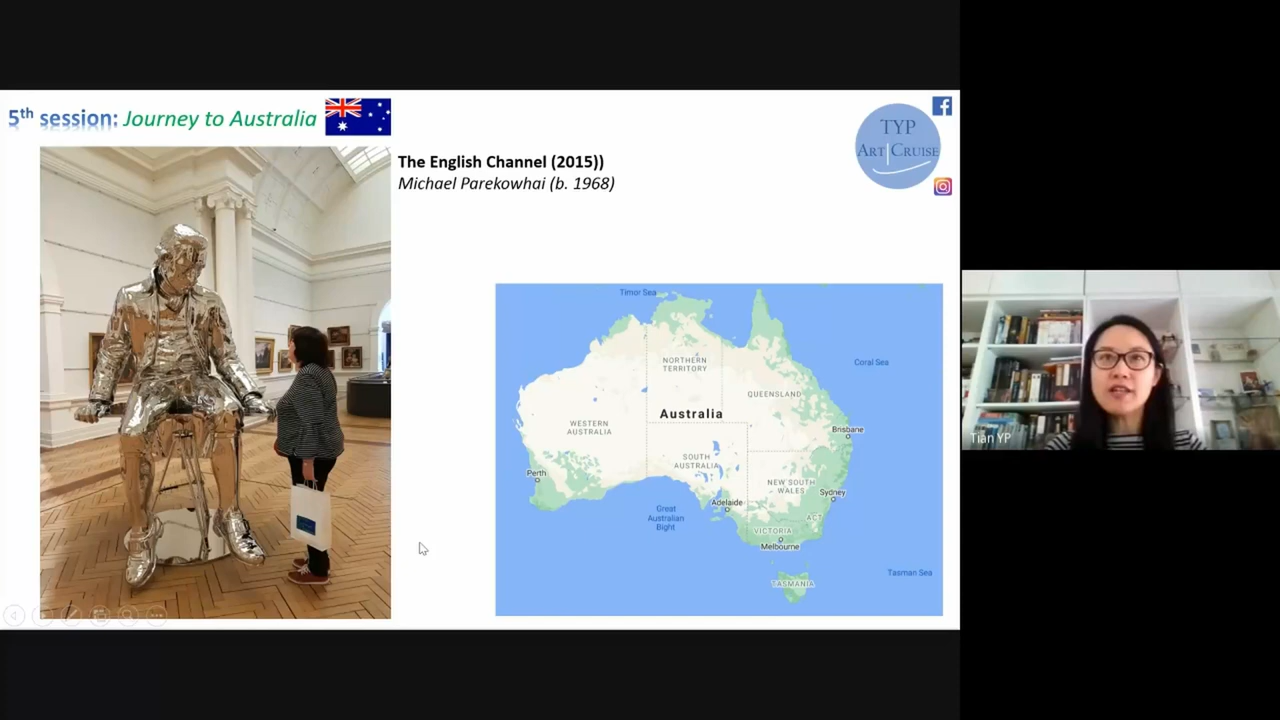 5th session: Journey to Australia
The English Channel (2015))
Michael Parekowhai (b. 1968)
TYP
ART CRUISE
Timor Sea
NORTHERN
TERRITORY
Coral Sea
QUEENSLAND
Australia
WESTERN
AUSTRALIA
Brisbane
SOUTH
AUSTRALIA
Perth
NEW SOUTH
WALES
Sydney
Adelaide
Great
Australian
Bight
ACT
VICTORIA
Melbourne
Tasman Sea
TASMANIA
Tian YP